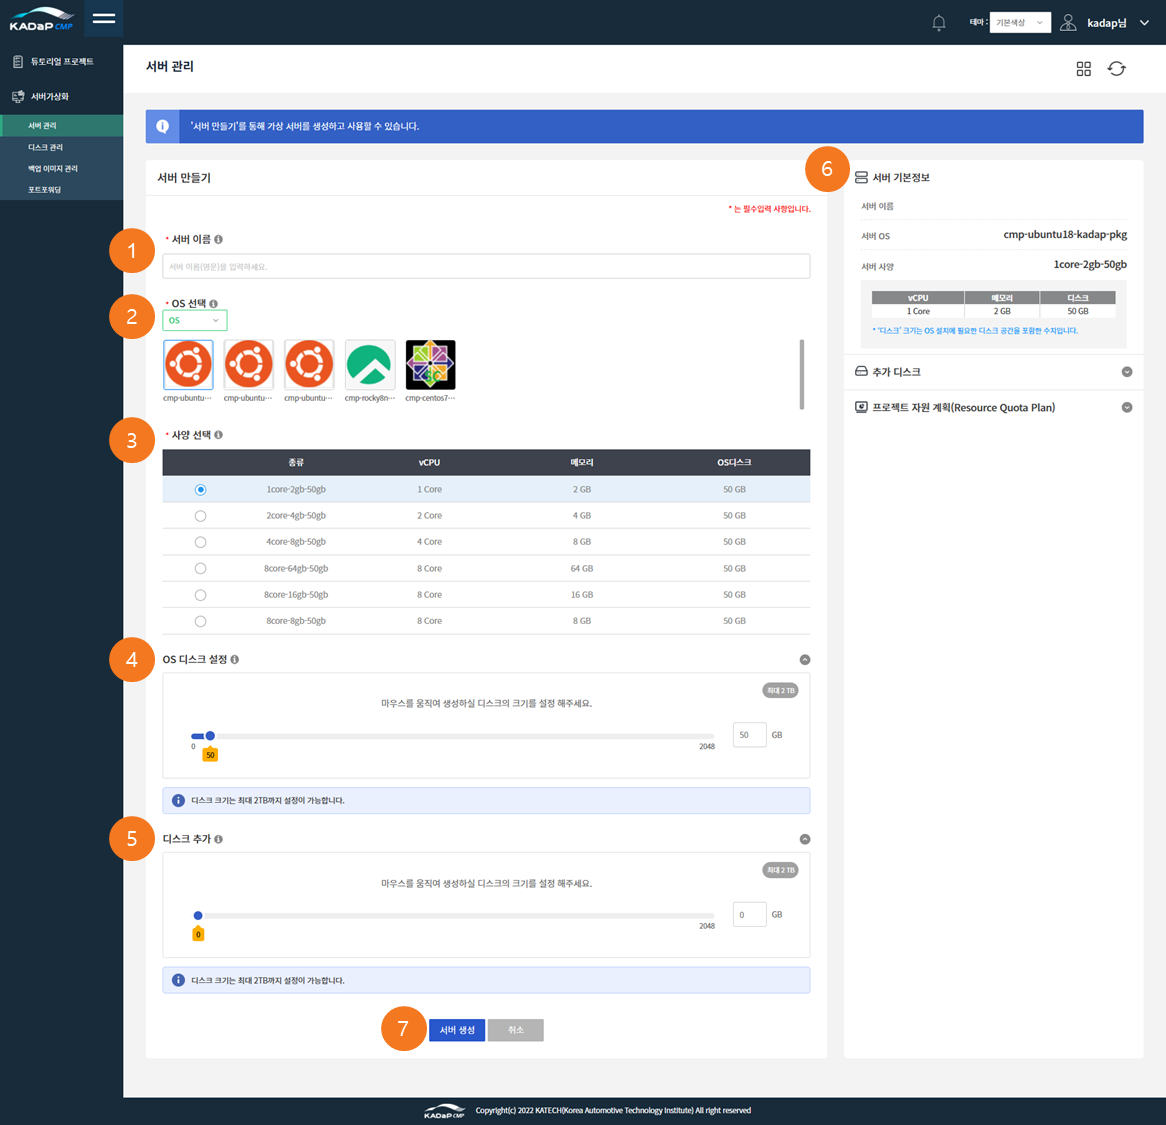 KADaP CMP
테마 :
기본색상
kadap님
튜토리얼 프로젝트
서버가상화
서버 관리
디스크 관리
백업 이미지 관리
포트포워딩
서버 관리
'서버 만들기'를 통해 가상 서버를 생성하고 사용할 수 있습니다.
서버 만들기
* 는 필수입력 사항입니다.
1
* 서버 이름
서버 이름(영문)을 입력하세요.
2
* OS 선택
OS
cmp-ubuntu···
cmp-ubuntu···
cmp-ubuntu···
cmp-rocky8n···
cmp-centos7···
3
* 사양 선택
종류 vCPU 메모리 OS디스크
1core-2gb-50gb 1 Core 2 GB 50 GB
2core-4gb-50gb 2 Core 4 GB 50 GB
4core-8gb-50gb 4 Core 8 GB 50 GB
8core-64gb-50gb 8 Core 64 GB 50 GB
8core-16gb-50gb 8 Core 16 GB 50 GB
8core-8gb-50gb 8 Core 8 GB 50 GB
4
OS 디스크 설정
최대 2 TB
마우스를 움직여 생성하실 디스크의 크기를 설정 해주세요.
0
50
2048
50 GB
디스크 크기는 최대 2TB까지 설정이 가능합니다.
5
디스크 추가
최대 2 TB
마우스를 움직여 생성하실 디스크의 크기를 설정 해주세요.
0
2048
0 GB
디스크 크기는 최대 2TB까지 설정이 가능합니다.
7
서버 생성
취소
6
서버 기본정보
서버 이름
서버 OS cmp-ubuntu18-kadap-pkg
서버 사양 1core-2gb-50gb
vCPU 메모리 디스크
1 Core 2 GB 50 GB
* '디스크' 크기는 OS 설치에 필요한 디스크 공간을 포함한 수치입니다.
추가 디스크
프로젝트 자원 계획(Resource Quota Plan)
KADaP CMP
Copyright(c) 2022 KATECH(Korea Automotive Technology Institute) All right reserved